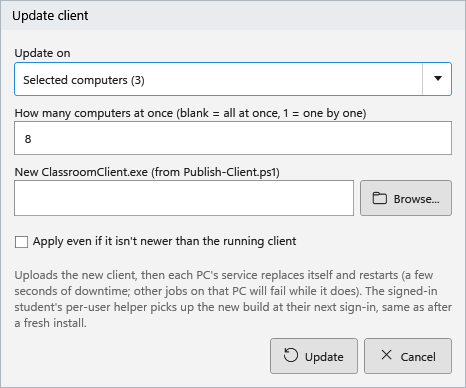 Update client
Update on
Selected computers (3)
How many computers at once (blank = all at once, 1 = one by one)
8
New ClassroomClient.exe (from Publish-Client.ps1)
Browse...
Apply even if it isn't newer than the running client
Uploads the new client, then each PC's service replaces itself and restarts (a few
seconds of downtime; other jobs on that PC will fail while it does). The signed-in
student's per-user helper picks up the new build at their next sign-in, same as after
a fresh install.
Update
Cancel